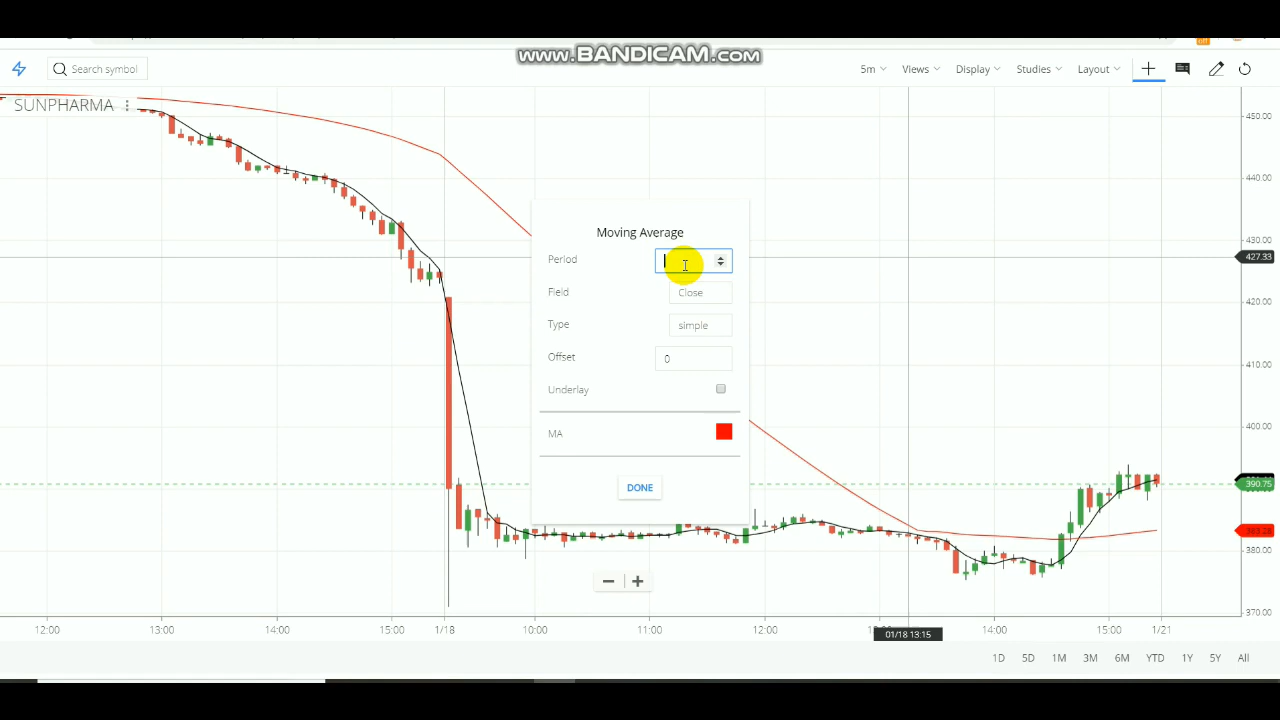 www.BANDICAM.com
Search symbol
5m
Views
Display
Studies
Layout
SUNPHARMA
450.00
440.00
430.00
427.33
420.00
410.00
400.00
390.75
380.00
370.00
Moving Average
Period
Field
Close
Type
simple
Offset
0
Underlay
MA
DONE
12:00
13:00
14:00
15:00
1/18
10:00
11:00
12:00
01/18 13:15
14:00
15:00
1/21
1D
5D
1M
3M
6M
YTD
1Y
5Y
All